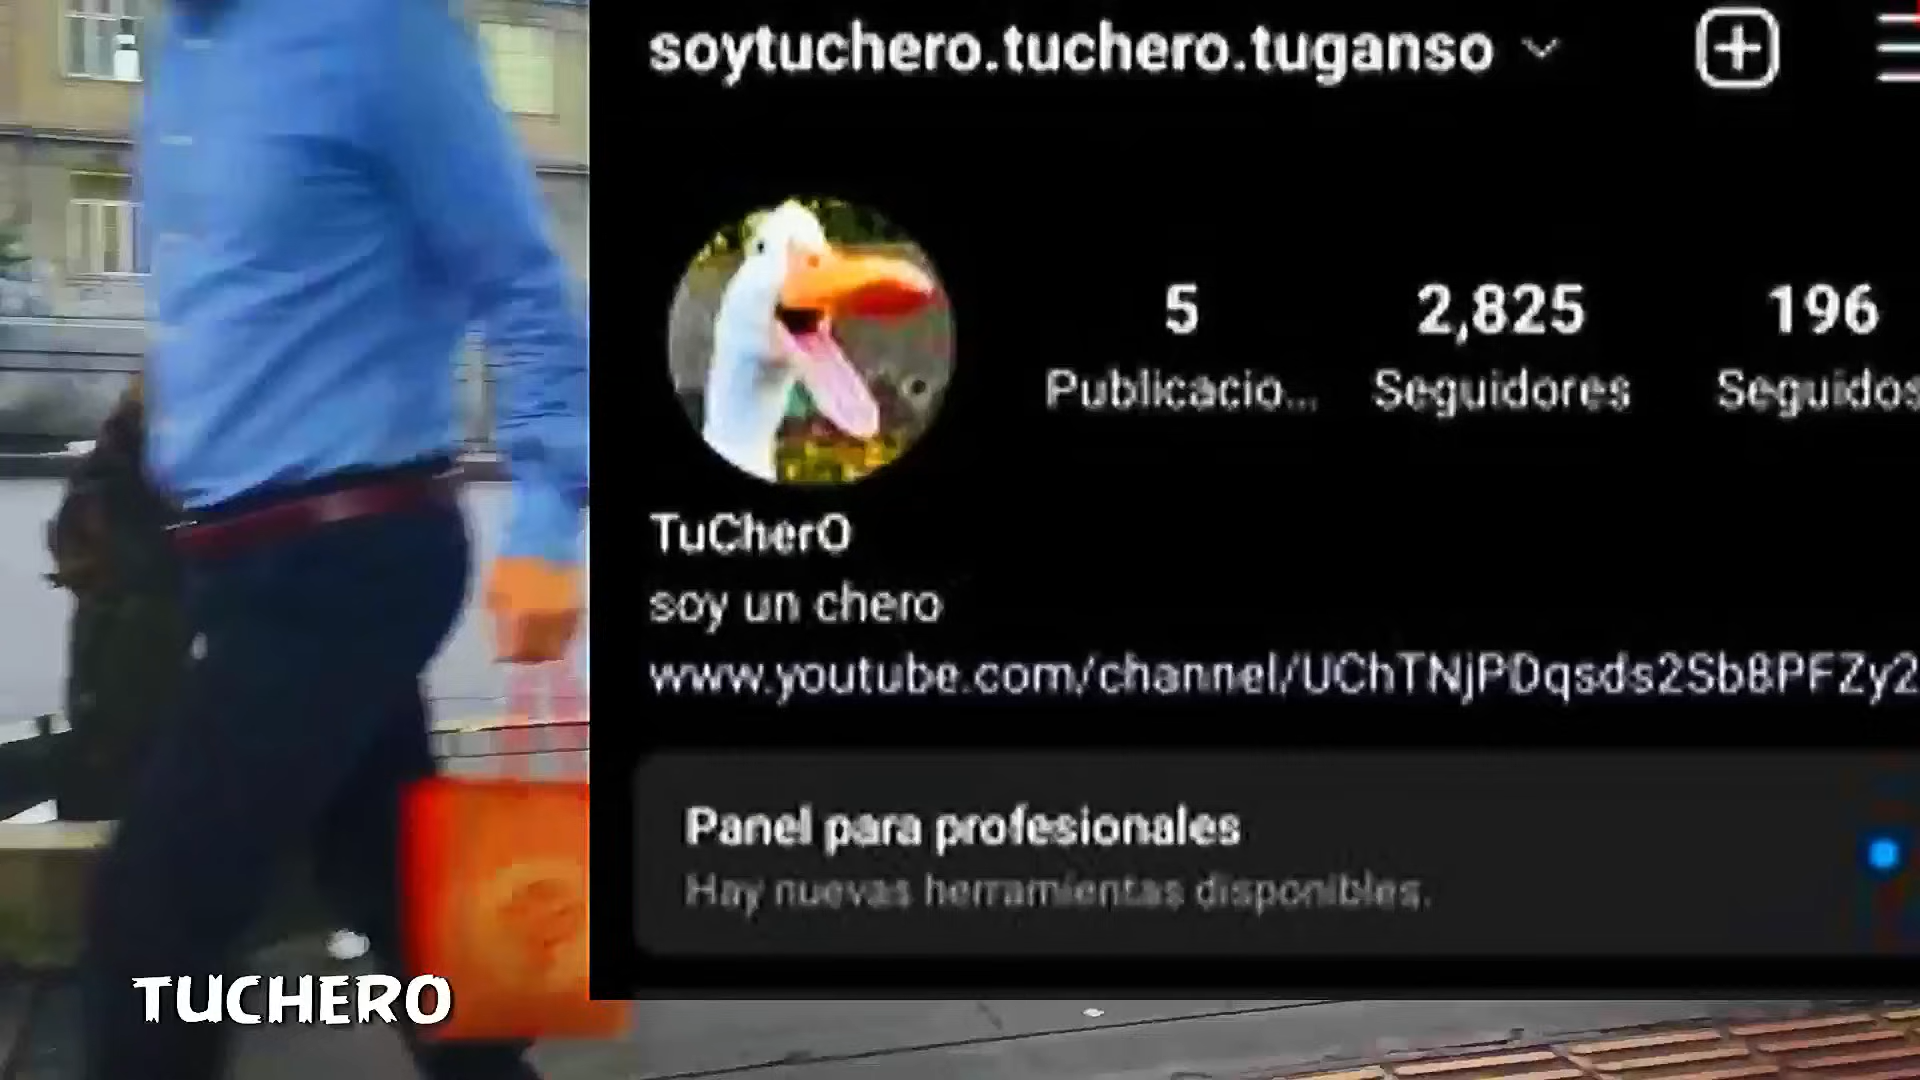 soytuchero.tuchero.tuganso
5
2,825
196
Publicacio...
Seguidores
Seguidos
TuCherO
soy un chero
www.youtube.com/channel/UChTNjPDqsds2Sb8PFZy2
Panel para profesionales
Hay nuevas herramientas disponibles.
TUCHERO